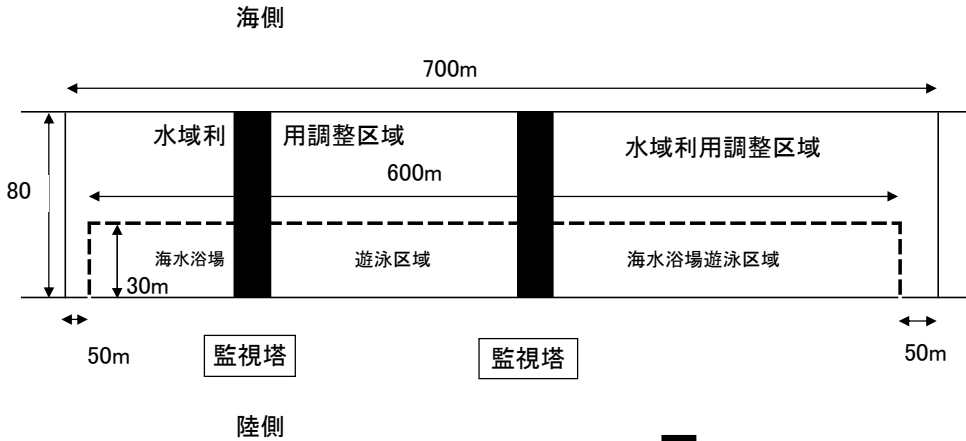 海側
700m
水域利 用調整区域
水域利用調整区域
600m
80
海水浴場 遊泳区域
海水浴場遊泳区域
30m
50m
監視塔
監視塔
50m
陸側